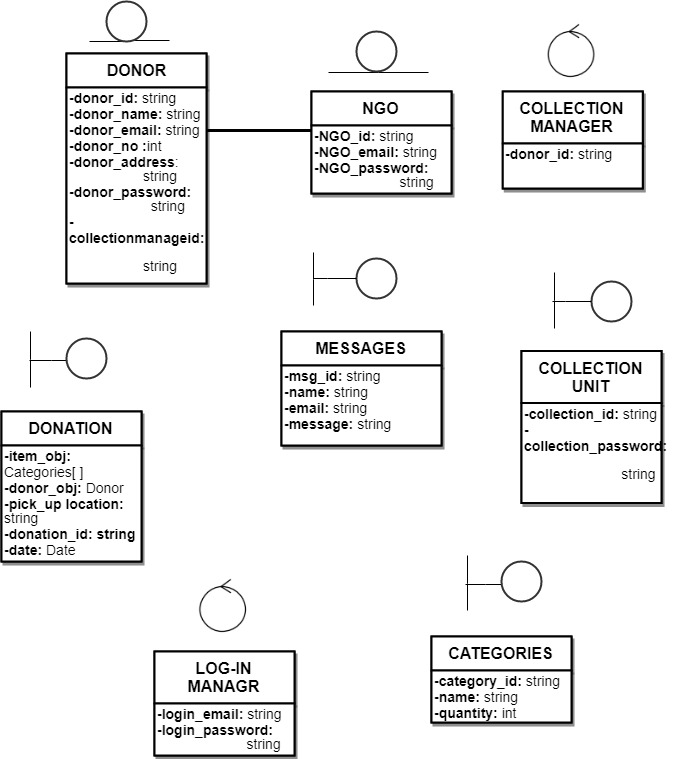 DONOR
-donor_id: string
-donor_name: string
-donor_email: string
-donor_no :int
-donor_address:
string
-donor_password:
string
-
collectionmanageid:
string
NGO
-NGO_id: string
-NGO_email: string
-NGO_password:
string
COLLECTION
MANAGER
-donor_id: string
MESSAGES
-msg_id: string
-name: string
-email: string
-message: string
COLLECTION
UNIT
-collection_id: string
-
collection_password:
string
DONATION
-item_obj:
Categories[ ]
-donor_obj: Donor
-pick_up location:
string
-donation_id: string
-date: Date
LOG-IN
MANAGR
-login_email: string
-login_password:
string
CATEGORIES
-category_id: string
-name: string
-quantity: int